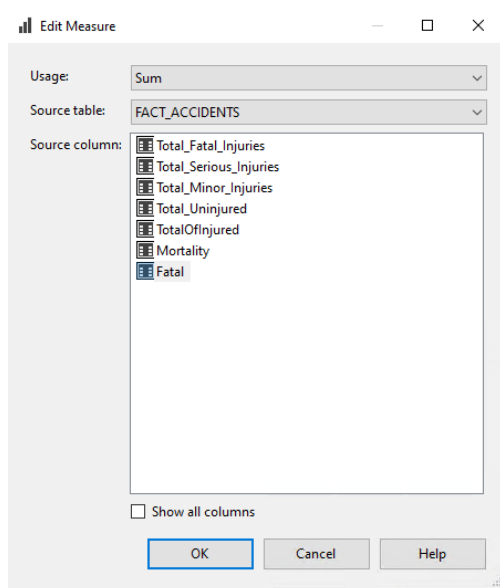 Edit Measure
Usage: Sum
Source table: FACT_ACCIDENTS
Source column: Total_Fatal_Injuries
Total_Serious_Injuries
Total_Minor_Injuries
Total_Uninjured
TotalOfInjured
Mortality
Fatal
Show all columns
OK Cancel Help